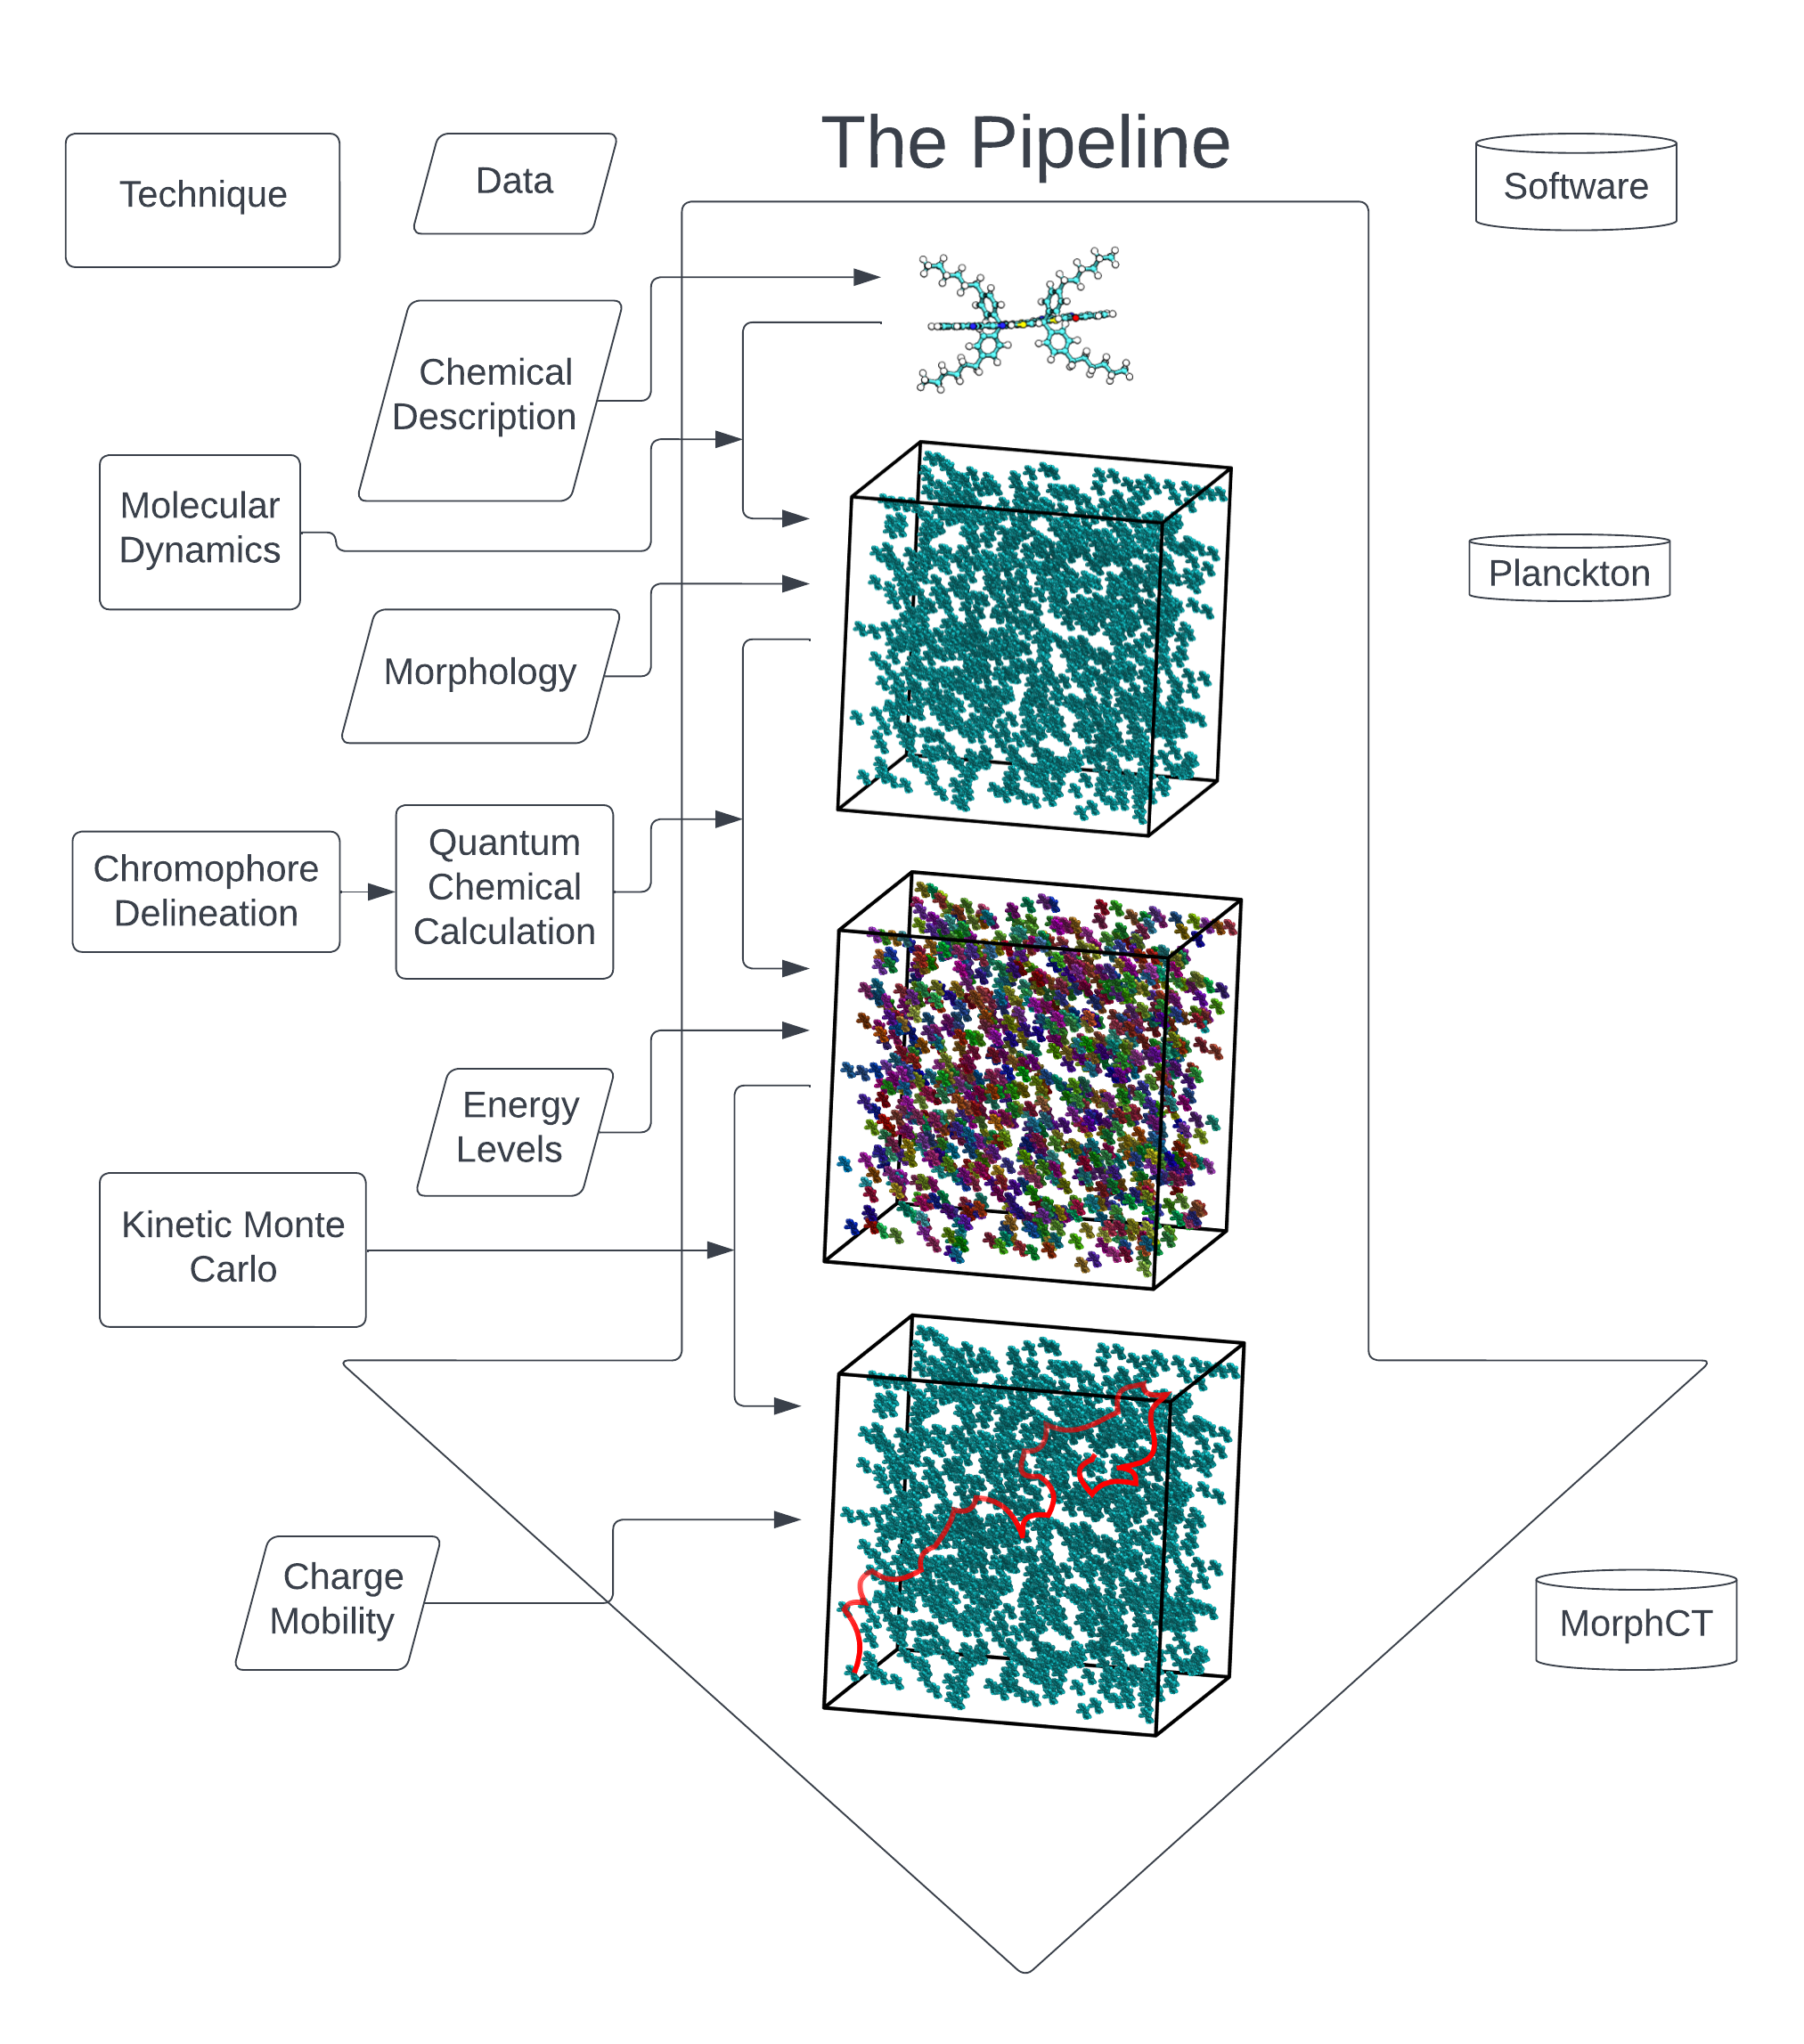 The Pipeline
Technique
Data
Software
Chemical
Description
Molecular
Dynamics
Planckton
Morphology
Chromophore
Delineation
Quantum
Chemical
Calculation
Energy
Levels
Kinetic Monte
Carlo
Charge
Mobility
MorphCT